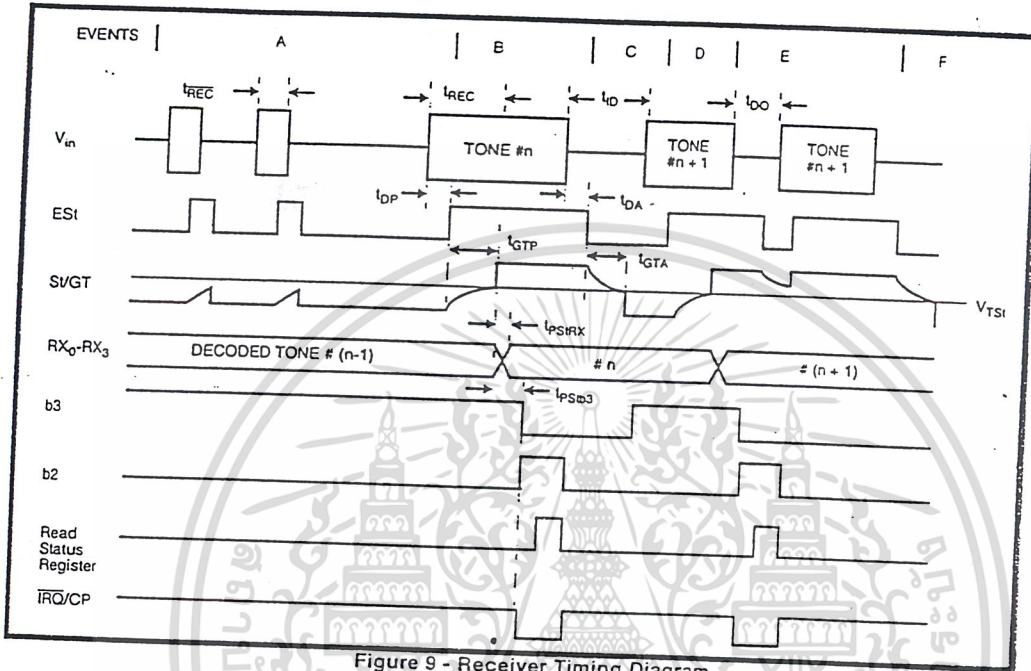 EVENTS A B C D E F
tREC tREC tID tDO
Vin TONE #n TONE #n + 1 TONE #n + 1
tDP tDA
ESt
tGTP tGTA
St/GT
VTSt
tPStRX
RX0-RX3 DECODED TONE # (n-1) # n # (n + 1)
tPStb3
b3
b2
Read
Status
Register
IRQ/CP
Figure 9 - Receiver Timing Diagram